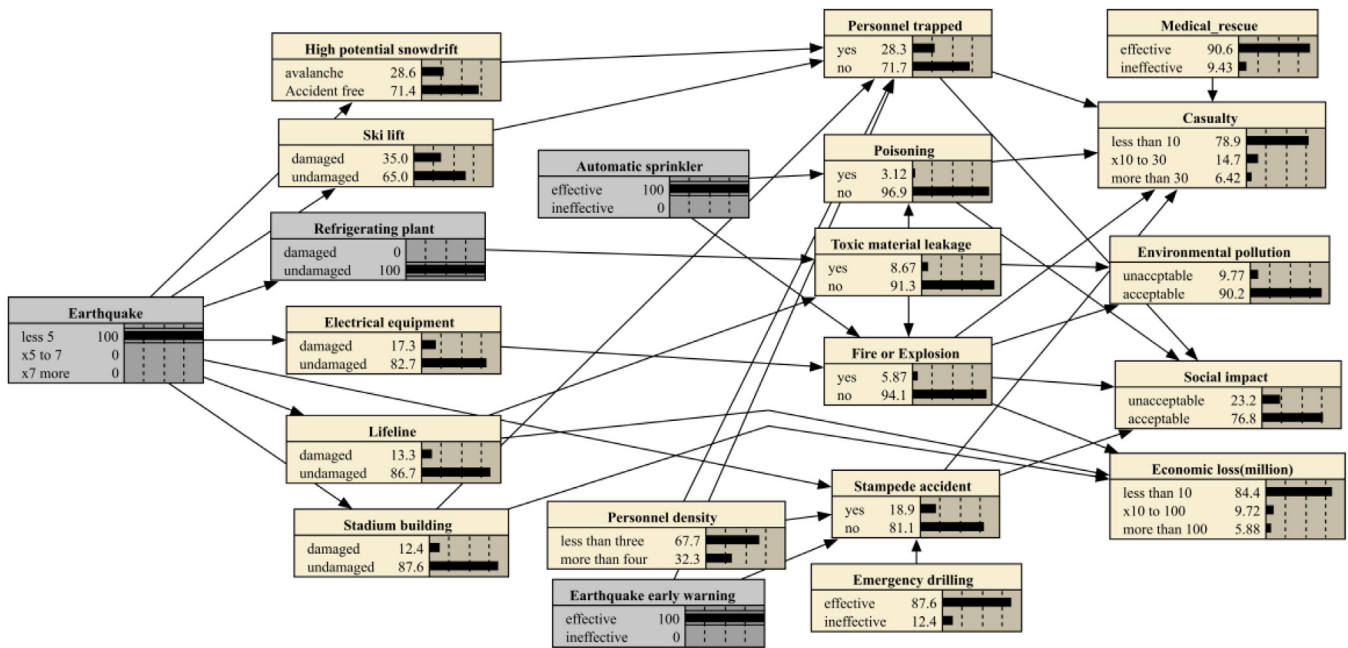 High potential snowdrift
avalanche 28.6
Accident free 71.4
Ski lift
damaged 35.0
undamaged 65.0
Refrigerating plant
damaged 0
undamaged 100
Earthquake
less 5 100
x5 to 7 0
x7 more 0
Electrical equipment
damaged 17.3
undamaged 82.7
Lifeline
damaged 13.3
undamaged 86.7
Stadium building
damaged 12.4
undamaged 87.6
Automatic sprinkler
effective 100
ineffective 0
Personnel density
less than three 67.7
more than four 32.3
Earthquake early warning
effective 100
ineffective 0
Personnel trapped
yes 28.3
no 71.7
Poisoning
yes 3.12
no 96.9
Toxic material leakage
yes 8.67
no 91.3
Fire or Explosion
yes 5.87
no 94.1
Stampede accident
yes 18.9
no 81.1
Emergency drilling
effective 87.6
ineffective 12.4
Medical_rescue
effective 90.6
ineffective 9.43
Casualty
less than 10 78.9
x10 to 30 14.7
more than 30 6.42
Environmental pollution
unaccptable 9.77
acceptable 90.2
Social impact
unacceptable 23.2
acceptable 76.8
Economic loss(million)
less than 10 84.4
x10 to 100 9.72
more than 100 5.88